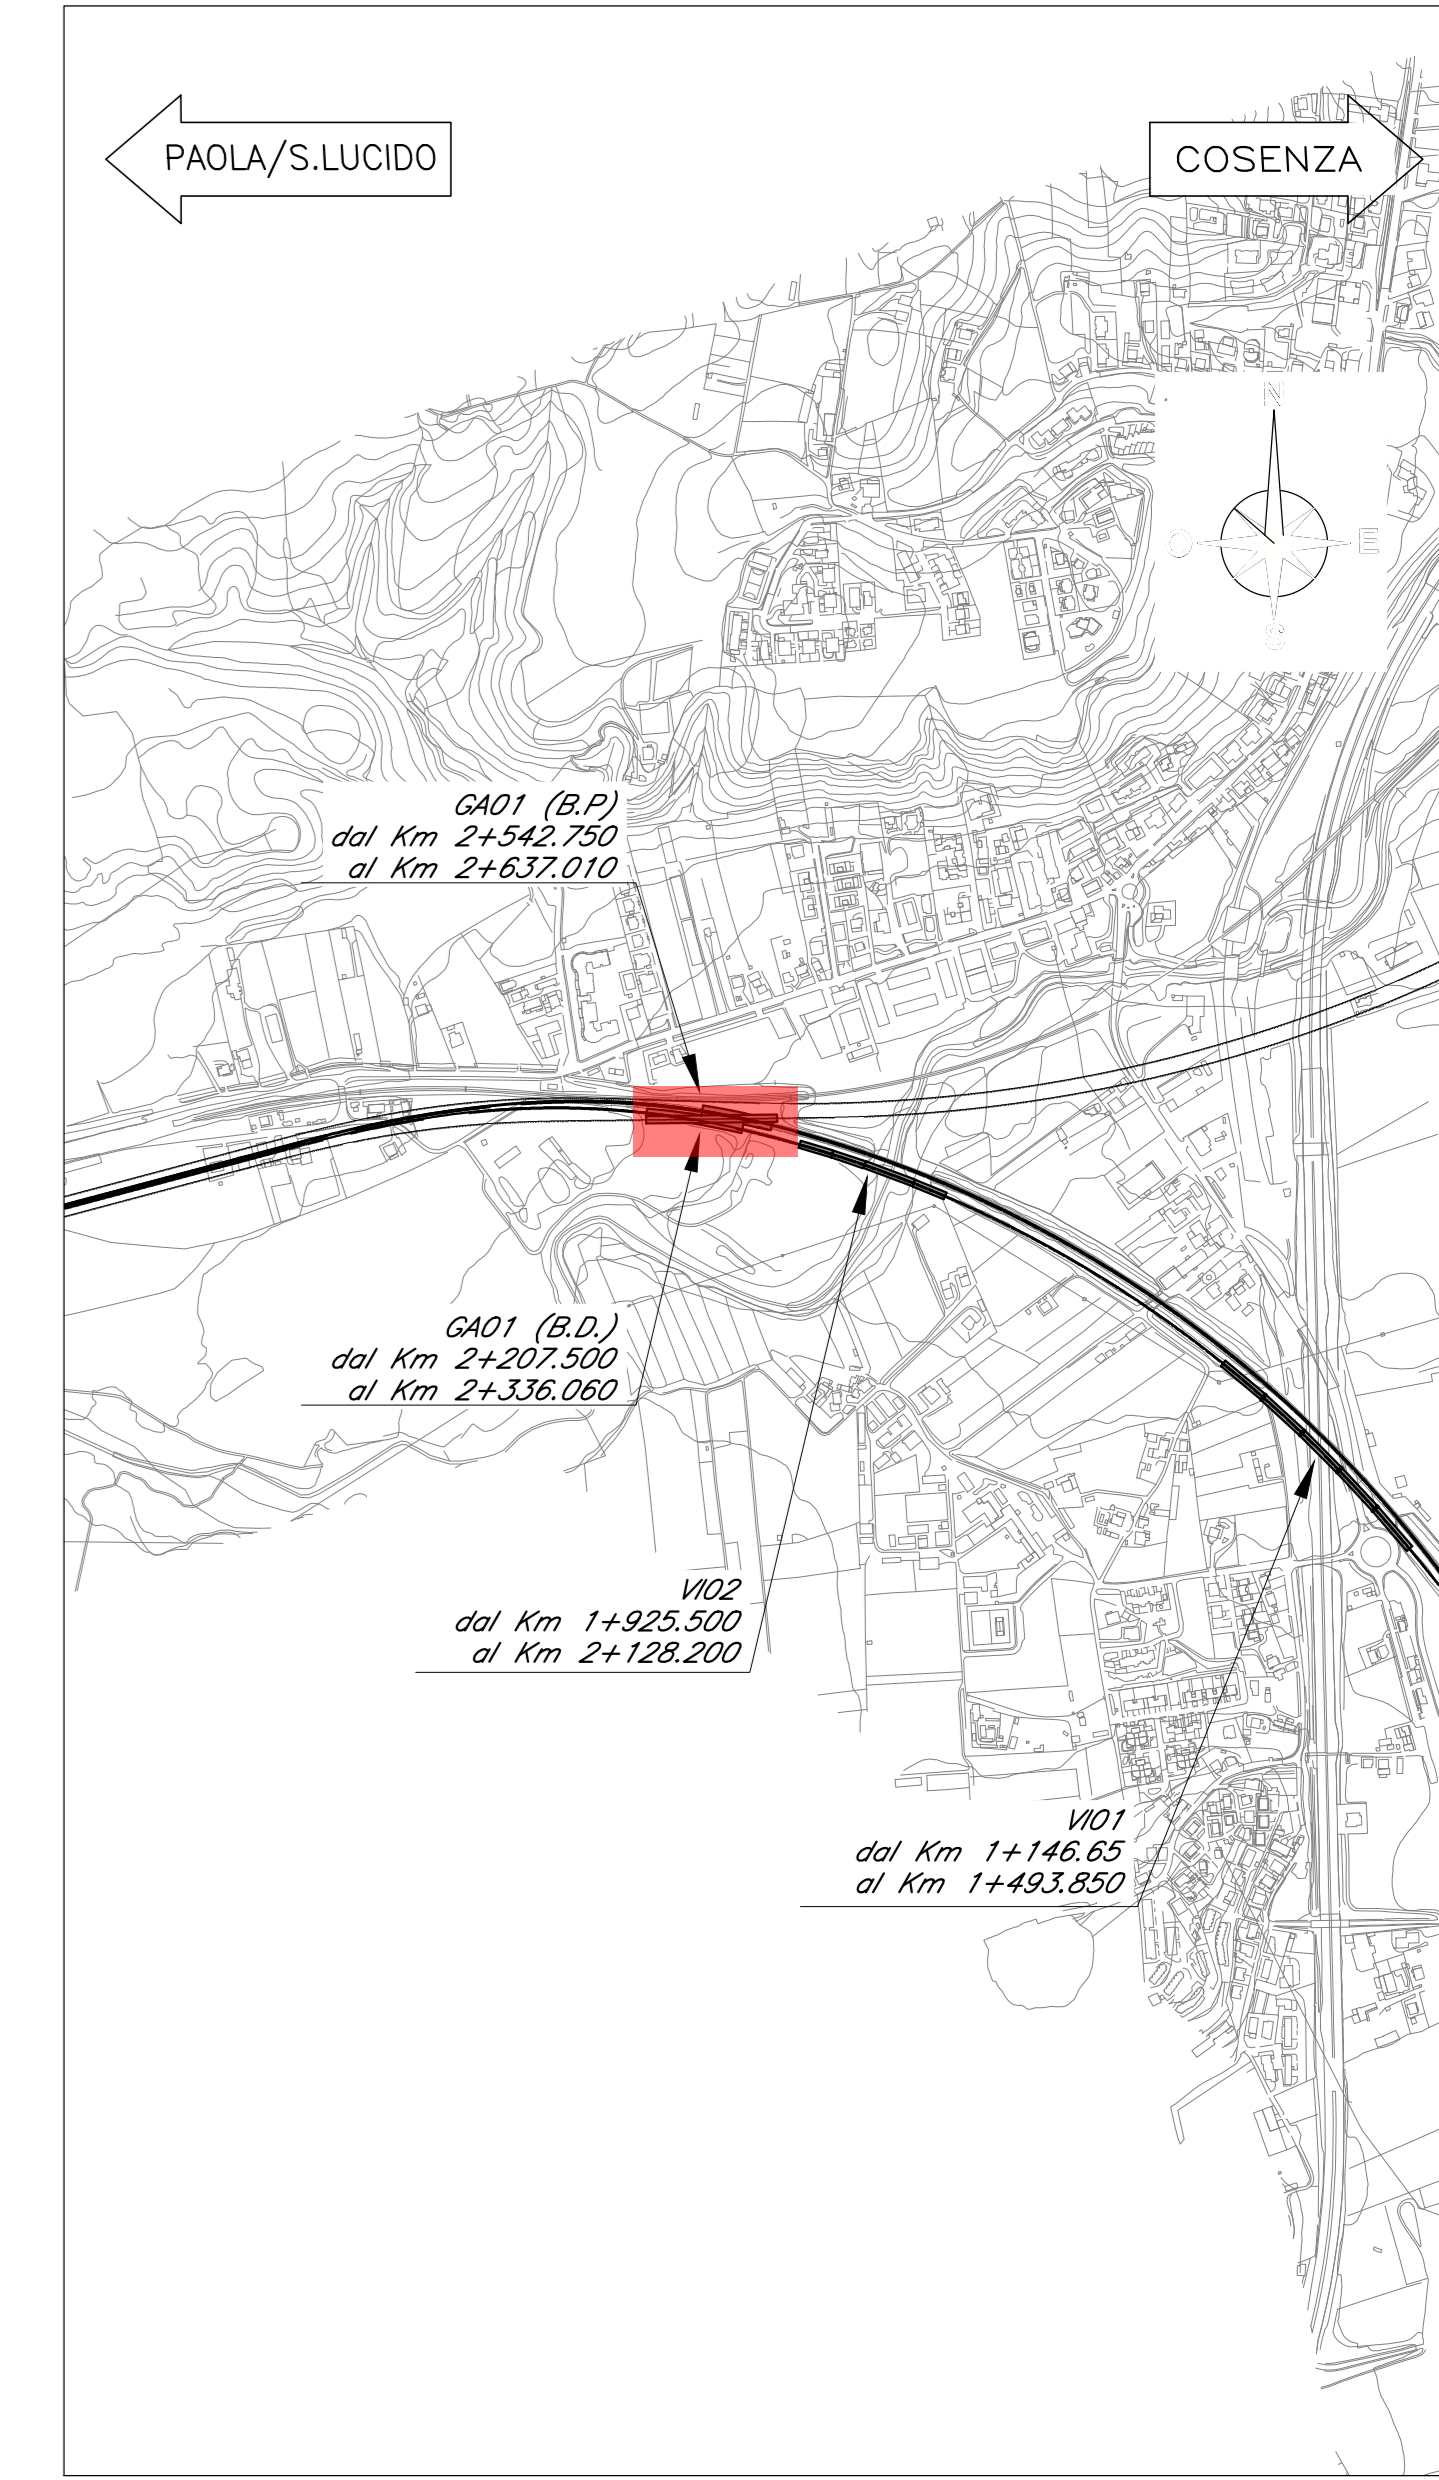 PAOLA/S.LUCIDO
COSENZA
N
O
E
S
GA01 (B.P)
dal Km 2+542.750
al Km 2+637.010
GA01 (B.D.)
dal Km 2+207.500
al Km 2+336.060
VI02
dal Km 1+925.500
al Km 2+128.200
VI01
dal Km 1+146.65
al Km 1+493.850